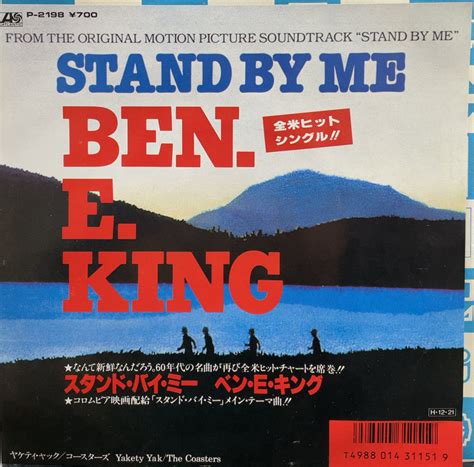 ATLANTIC
P-2198 ¥700
FROM THE ORIGINAL MOTION PICTURE SOUNDTRACK "STAND BY ME"
STAND BY ME
BEN.
E.
KING
全米ヒット
シングル!!
★なんて新鮮なんだろう、60年代の名曲が再び全米ヒット・チャートを席巻!!
スタンド・バイ・ミー ベン・E・キング
★コロムビア映画配給「スタンド・バイ・ミー」メイン・テーマ曲!!
H・12・21
ヤケティ・ヤック/コースターズ Yakety Yak/The Coasters
T4988 014 31151 9